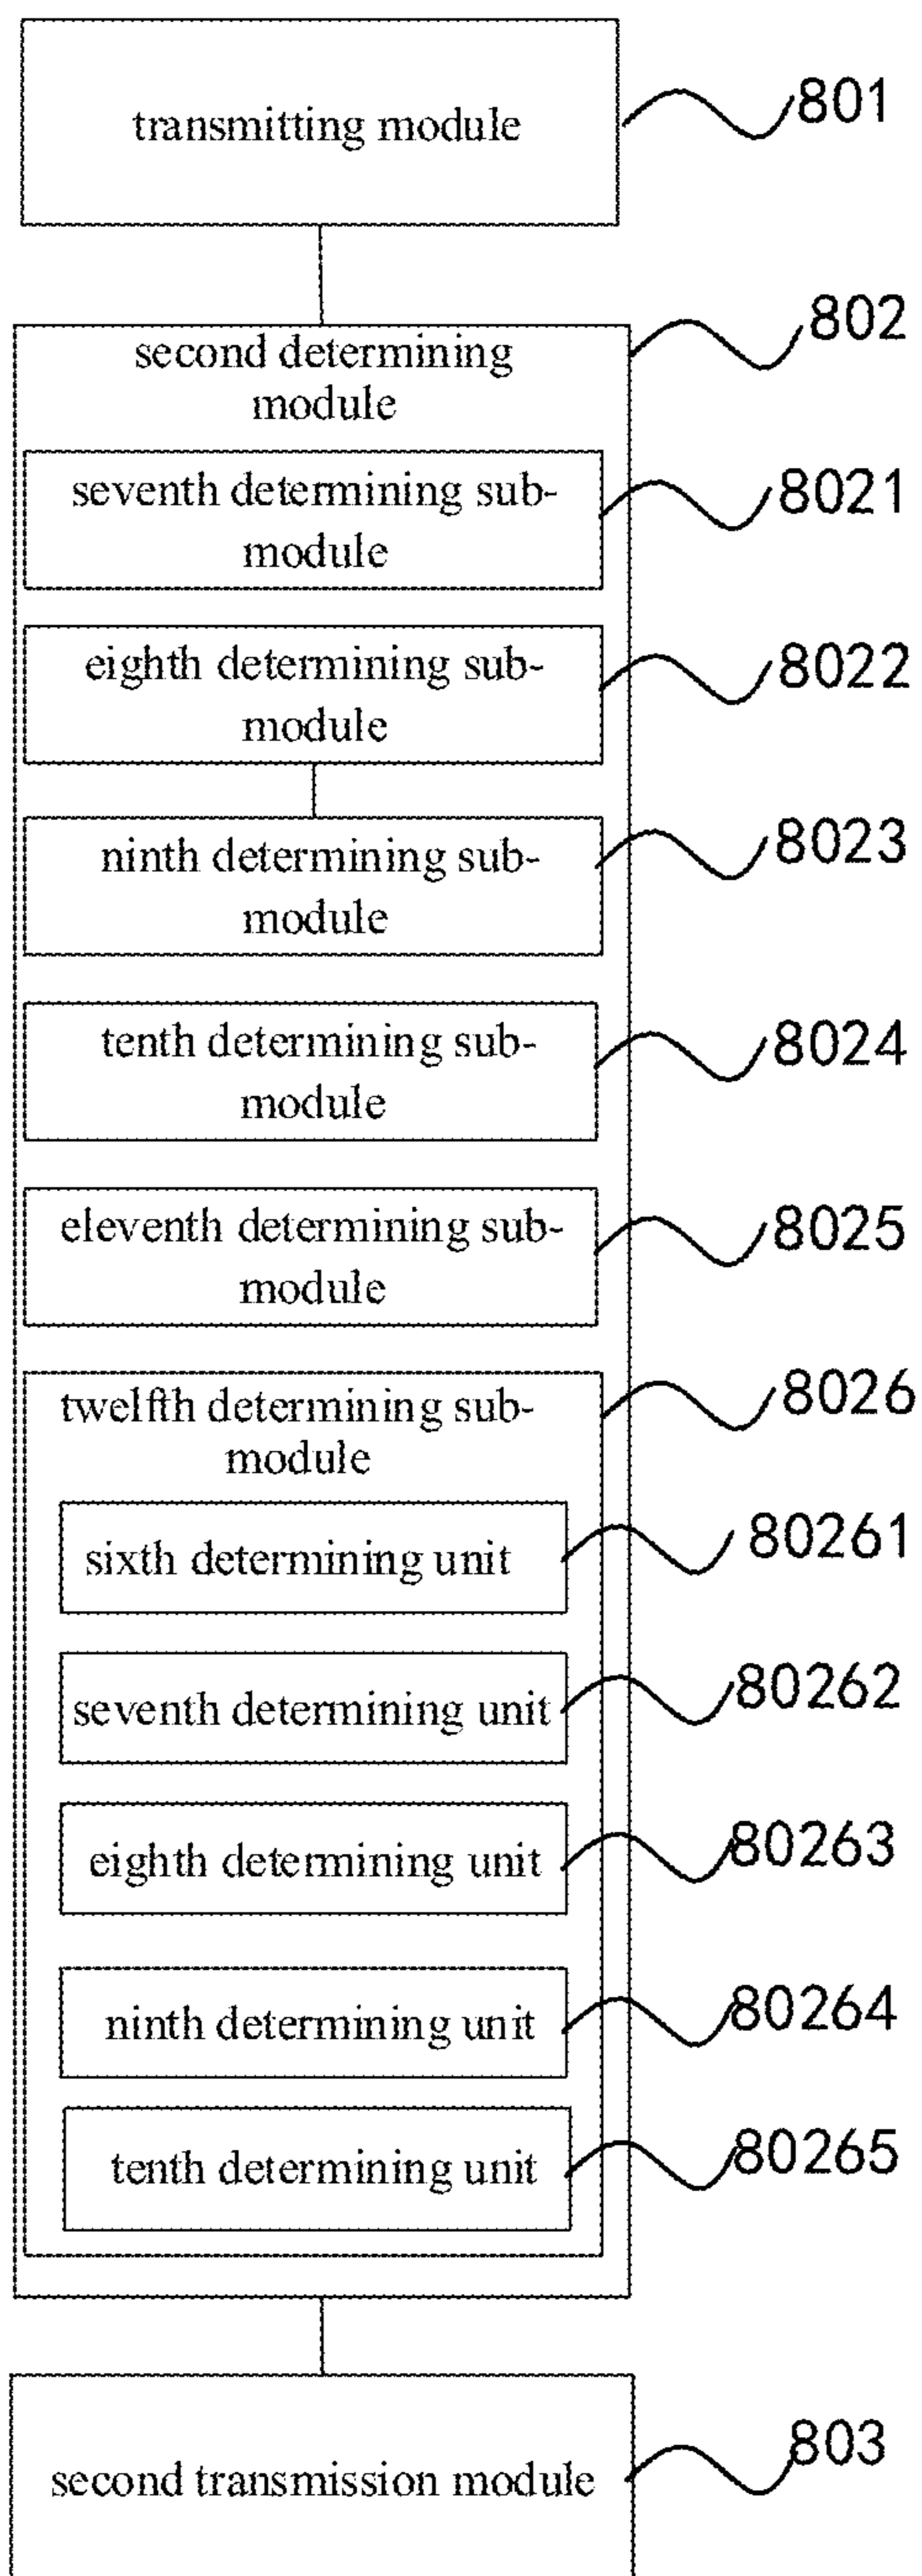 transmitting module
801
802
second determining
module
seventh determining sub-
module
8021
eighth determining sub-
module
8022
ninth determining sub-
module
8023
tenth determining sub-
module
8024
eleventh determining sub-
module
8025
twelfth determining sub-
module
8026
sixth determining unit
80261
seventh determining unit
80262
eighth determining unit
80263
ninth determining unit
80264
tenth determining unit
80265
second transmission module
803